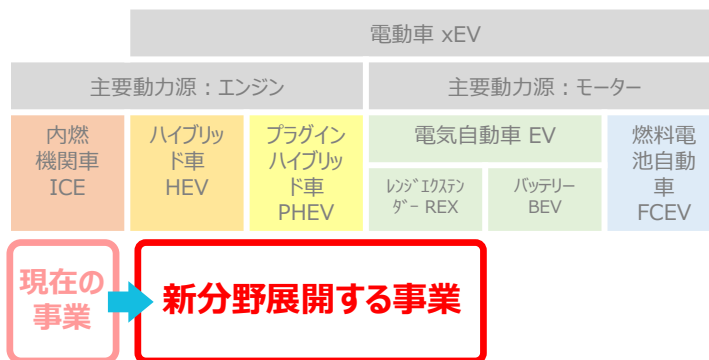 電動車 xEV
主要動力源：エンジン
主要動力源：モーター
内燃
機関車
ICE
ハイブリッ
ド車
HEV
プラグイン
ハイブリッ
ド車
PHEV
電気自動車 EV
ﾚﾝｼﾞｴｸｽﾃﾝ
ﾀﾞｰ REX
バッテリー
BEV
燃料電
池自動
車
FCEV
現在の
事業
新分野展開する事業